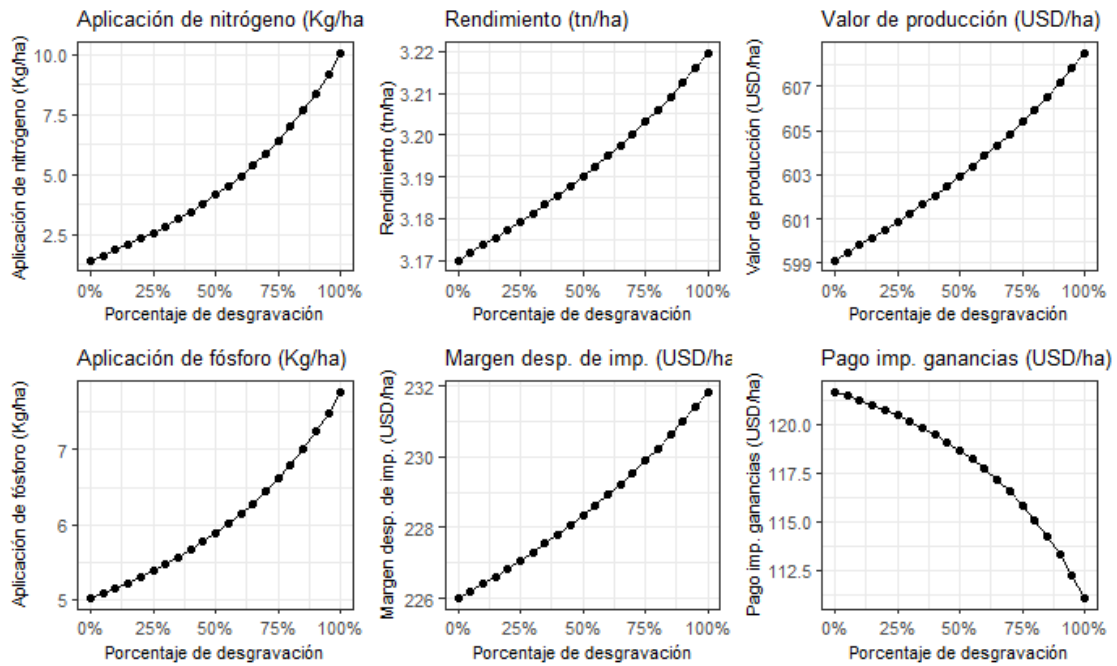 Aplicación de nitrógeno (Kg/ha
Aplicación de nitrógeno (Kg/ha)
10.0
7.5
5.0
2.5
0% 25% 50% 75% 100%
Porcentaje de desgravación
Rendimiento (tn/ha)
Rendimiento (tn/ha)
3.22
3.21
3.20
3.19
3.18
3.17
0% 25% 50% 75% 100%
Porcentaje de desgravación
Valor de producción (USD/ha)
Valor de producción (USD/ha)
607
605
603
601
599
0% 25% 50% 75% 100%
Porcentaje de desgravación
Aplicación de fósforo (Kg/ha)
Aplicación de fósforo (Kg/ha)
7
6
5
0% 25% 50% 75% 100%
Porcentaje de desgravación
Margen desp. de imp. (USD/ha
Margen desp. de imp. (USD/ha)
232
230
228
226
0% 25% 50% 75% 100%
Porcentaje de desgravación
Pago imp. ganancias (USD/ha)
Pago imp. ganancias (USD/ha)
120.0
117.5
115.0
112.5
0% 25% 50% 75% 100%
Porcentaje de desgravación